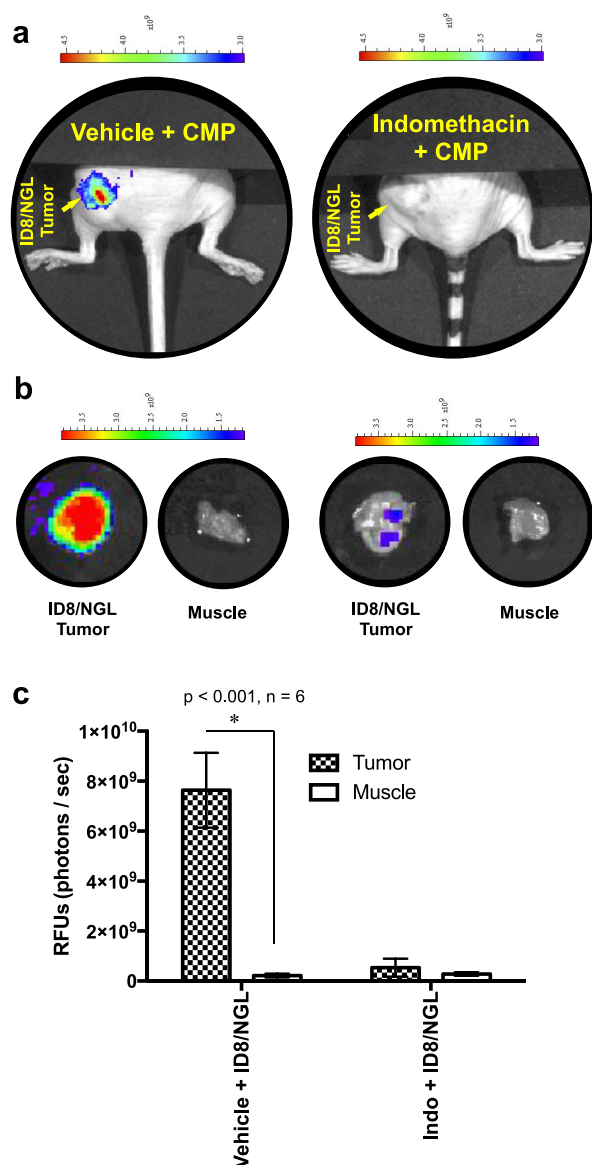 a
4.5
4.0
x10⁹
3.5
3.0
4.5
4.0
x10⁹
3.5
3.0
Vehicle + CMP
ID8/NGL
Tumor
Indomethacin
+ CMP
ID8/NGL
Tumor
b
3.5
3.0
2.5
x10⁹
2.0
1.5
3.5
3.0
2.5
x10⁹
2.0
1.5
ID8/NGL
Tumor
Muscle
ID8/NGL
Tumor
Muscle
c
p < 0.001, n = 6
*
RFUs (photons / sec)
1×10¹⁰
8×10⁹
6×10⁹
4×10⁹
2×10⁹
0
Tumor
Muscle
Vehicle + ID8/NGL
Indo + ID8/NGL